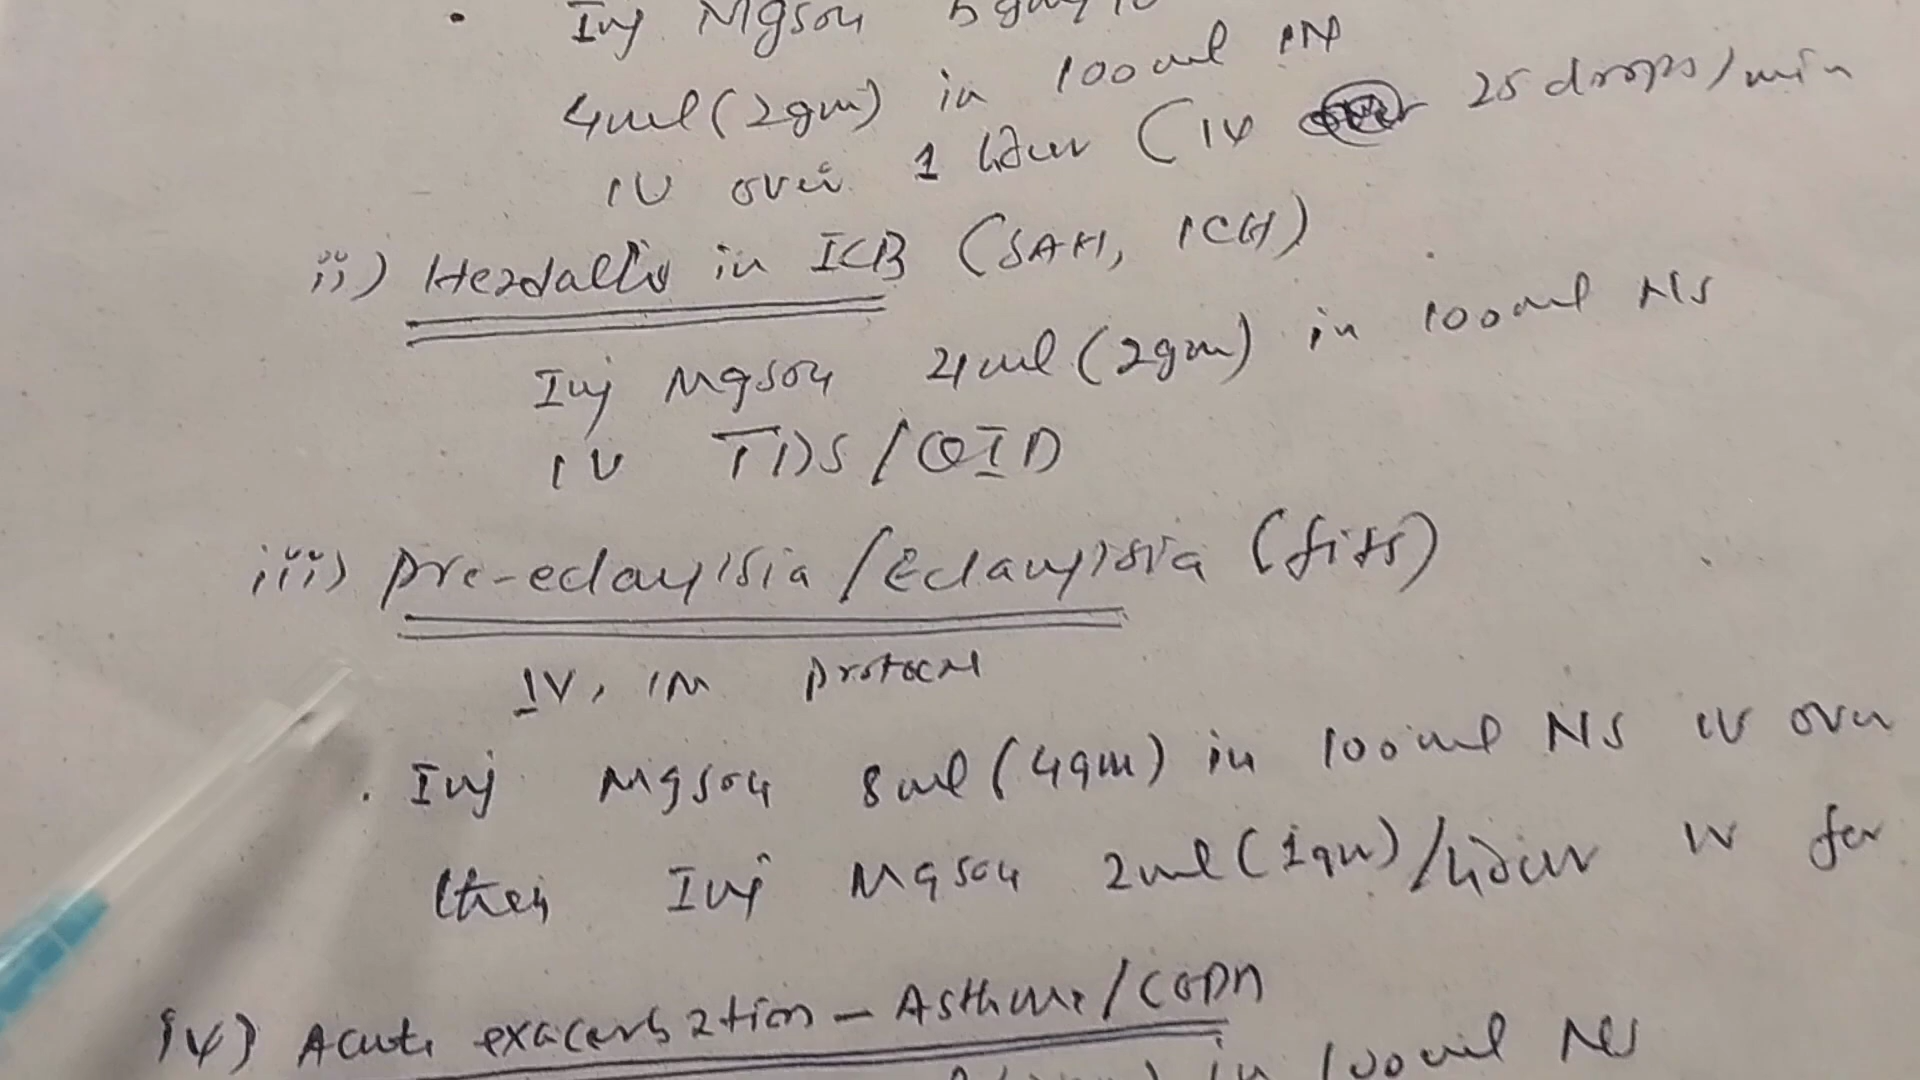 Inj MgSO4 5gm
4ml (2gm) in 100ml
IV over 1 hour (IV 25 drops/min
ii) Headache in ICB (SAH, ICH)
Inj MgSO4 4ml (2gm) in 100ml NS
IV TDS/QID
iii) Pre-eclampsia/Eclampsia (fits)
IV, IM protocol
. Inj MgSO4 8ml (4gm) in 100ml NS IV over
then Inj MgSO4 2ml (1gm)/hour IV for
iv) Acute exacerbation - Asthma/COPD
in 100ml NS